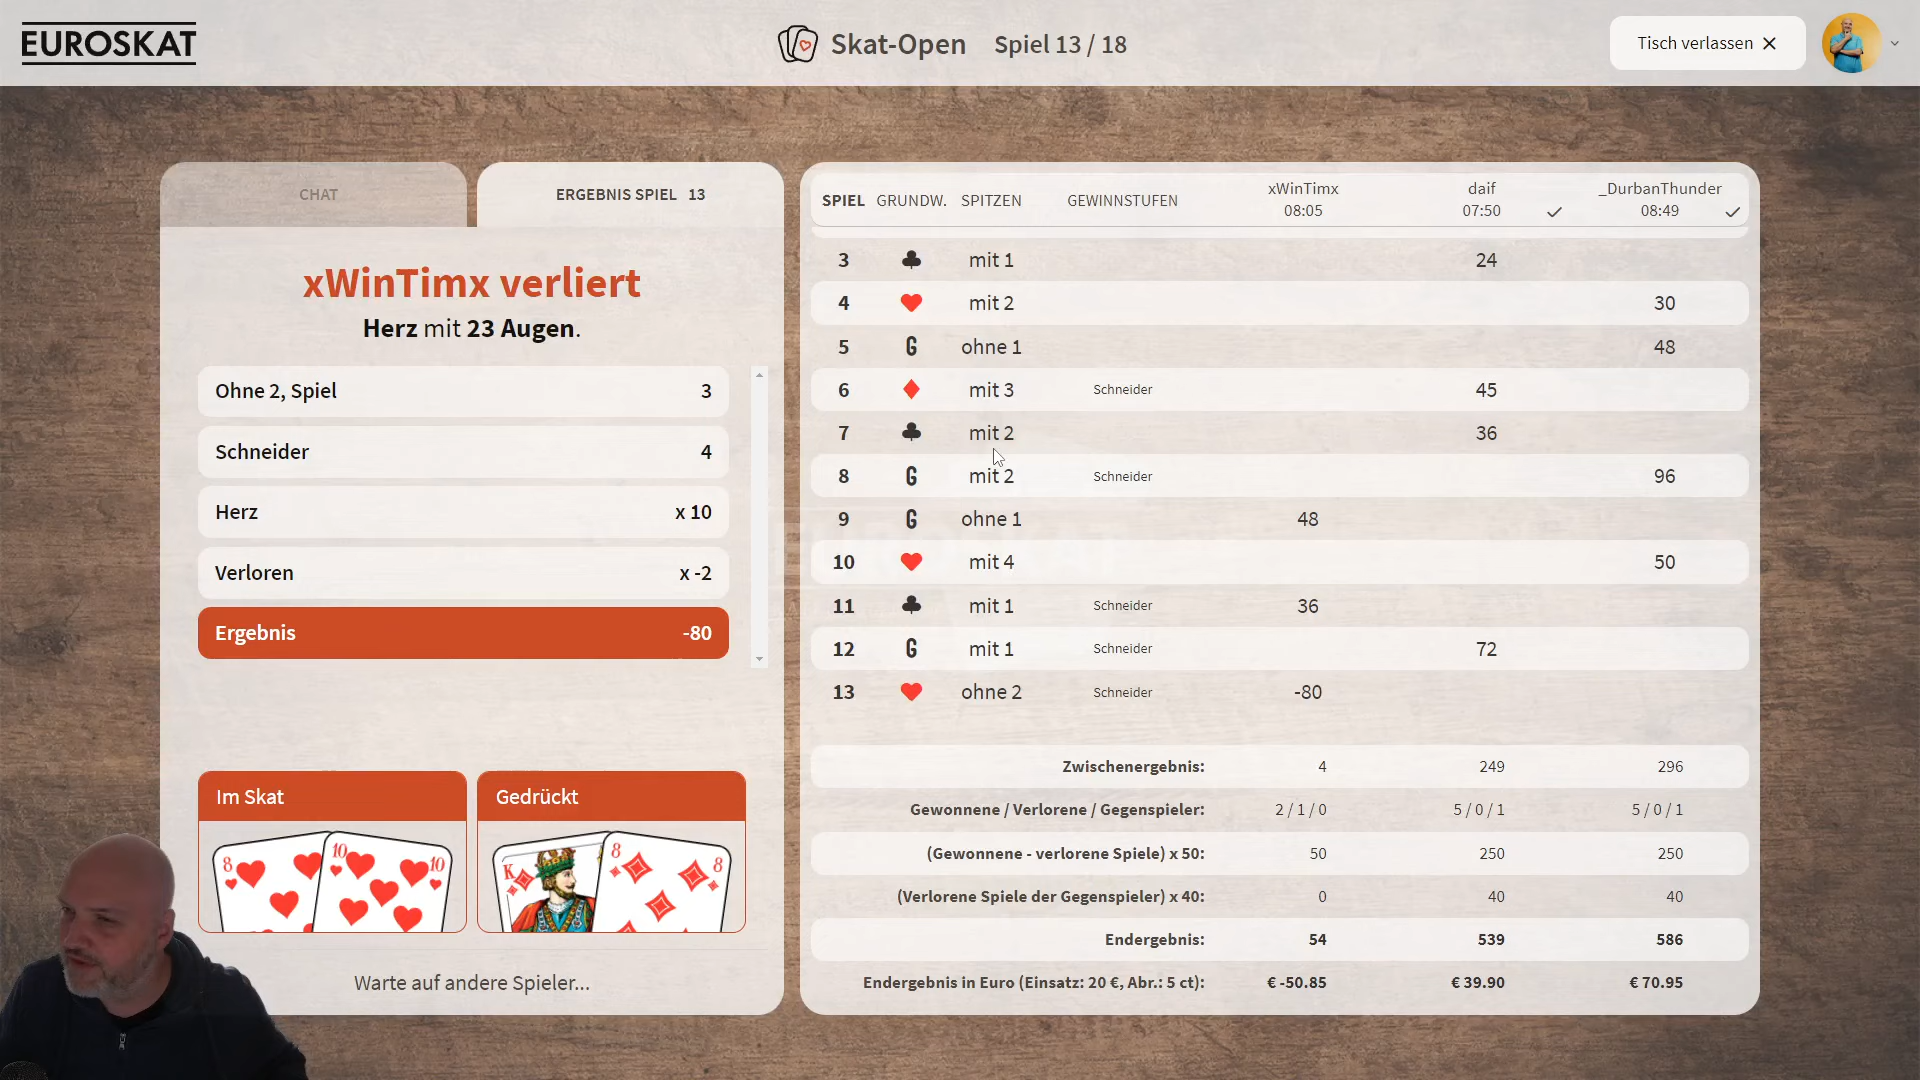 EUROSKAT
Skat-Open Spiel 13 / 18
Tisch verlassen
CHAT
ERGEBNIS SPIEL 13
xWinTimx verliert
Herz mit 23 Augen.
Ohne 2, Spiel 3
Schneider 4
Herz x 10
Verloren x -2
Ergebnis -80
Im Skat
Gedrückt
8 10 10
K 8 8
Warte auf andere Spieler...
SPIEL GRUNDW. SPITZEN GEWINNSTUFEN xWinTimx daif _DurbanThunder
08:05 07:50 08:49
3 mit 1 24
4 mit 2 30
5 G ohne 1 48
6 mit 3 Schneider 45
7 mit 2 36
8 G mit 2 Schneider 96
9 G ohne 1 48
10 mit 4 50
11 mit 1 Schneider 36
12 G mit 1 Schneider 72
13 ohne 2 Schneider -80
Zwischenergebnis: 4 249 296
Gewonnene / Verlorene / Gegenspieler: 2 / 1 / 0 5 / 0 / 1 5 / 0 / 1
(Gewonnene - verlorene Spiele) x 50: 50 250 250
(Verlorene Spiele der Gegenspieler) x 40: 0 40 40
Endergebnis: 54 539 586
Endergebnis in Euro (Einsatz: 20 €, Abr.: 5 ct): € -50.85 € 39.90 € 70.95